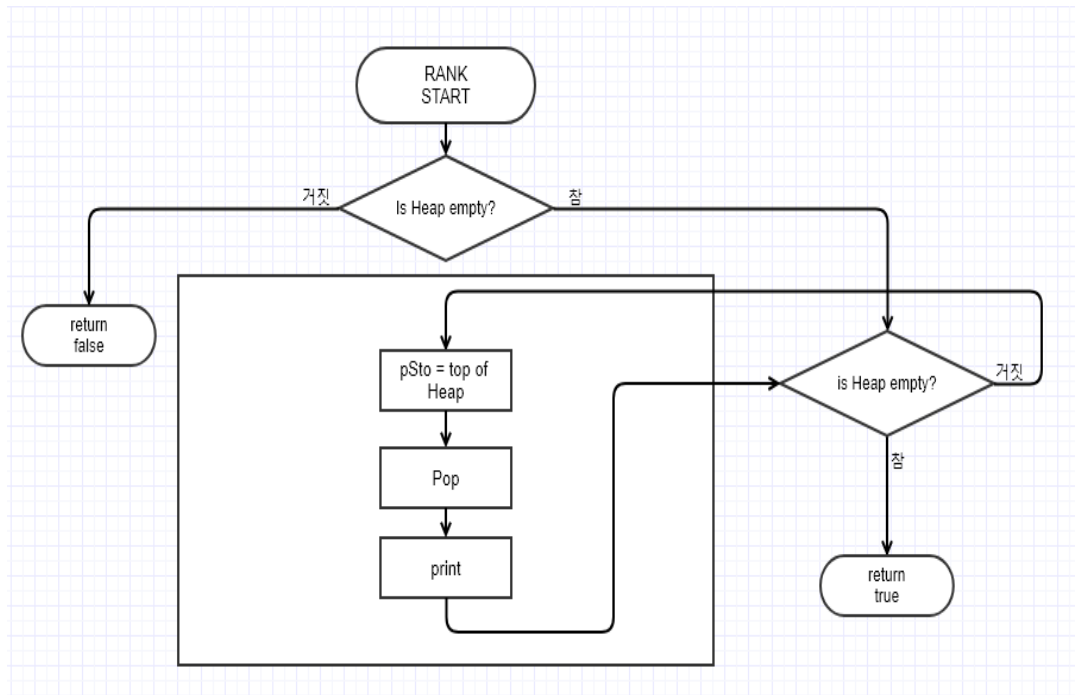 RANK
START
Is Heap empty?
거짓
참
return
false
pSto = top of
Heap
is Heap empty?
거짓
Pop
참
print
return
true